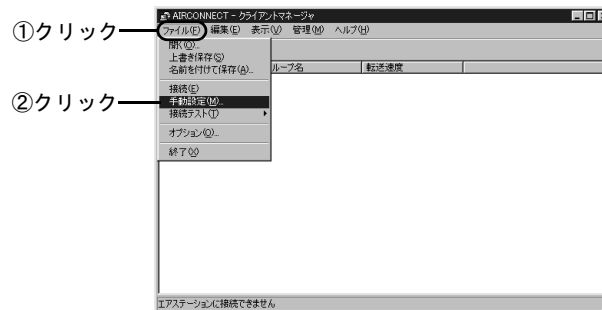 AIRCONNECT - クライアントマネージャ
①クリック
ファイル(F) 編集(E) 表示(V) 管理(M) ヘルプ(H)
開く(O)...
上書き保存(S)
名前を付けて保存(A)...
ループ名 転送速度
接続(E)
②クリック
手動設定(M)...
接続テスト(T)
オプション(O)...
終了(X)
エアステーションに接続できません